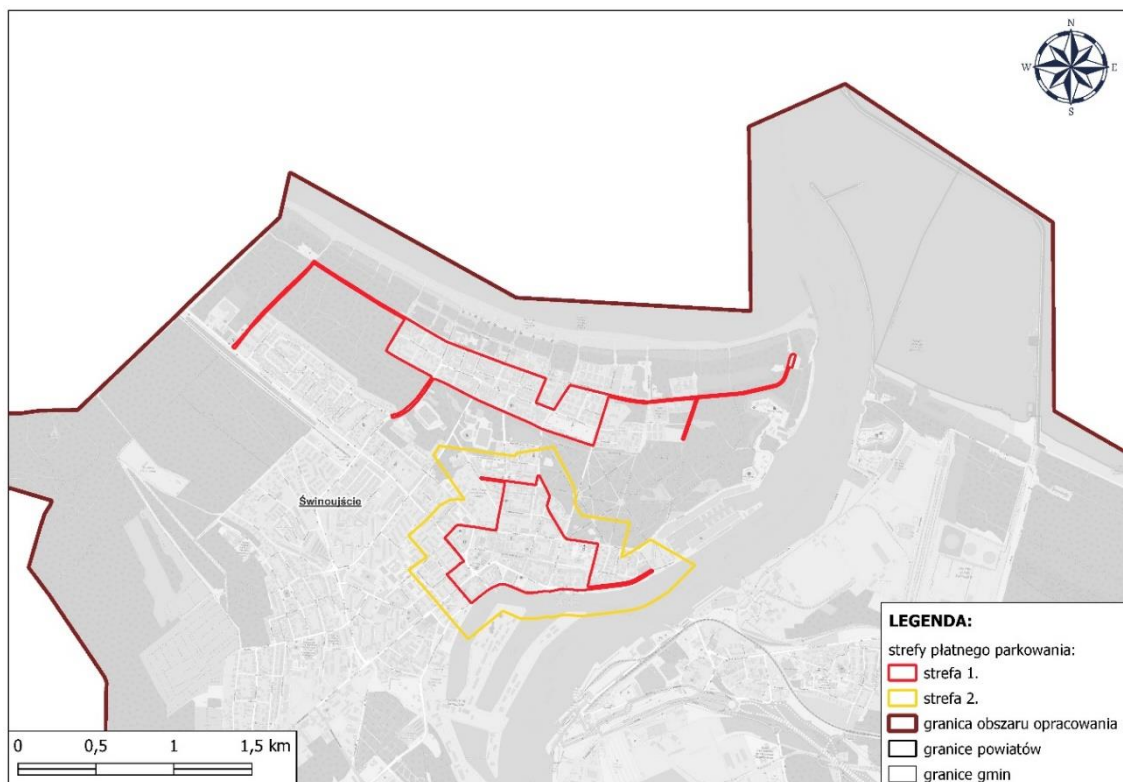 N
W E
S
Świnoujście
LEGENDA:
strefy płatnego parkowania:
strefa 1.
strefa 2.
granica obszaru opracowania
granice powiatów
granice gmin
0 0,5 1 1,5 km